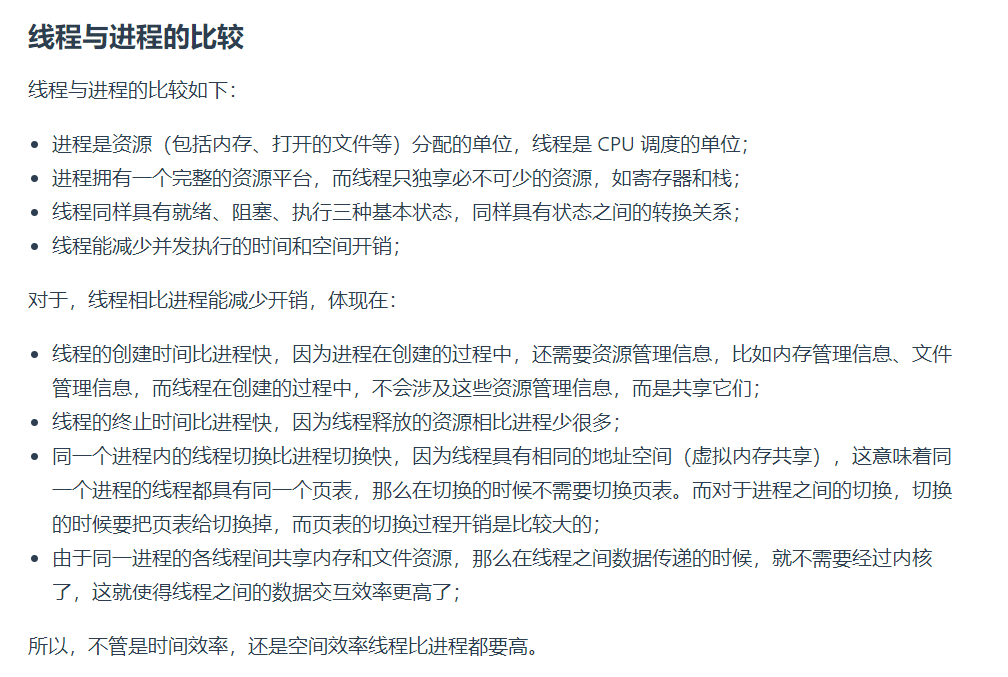 线程与进程的比较
线程与进程的比较如下：
• 进程是资源（包括内存、打开的文件等）分配的单位，线程是 CPU 调度的单位；
• 进程拥有一个完整的资源平台，而线程只独享必不可少的资源，如寄存器和栈；
• 线程同样具有就绪、阻塞、执行三种基本状态，同样具有状态之间的转换关系；
• 线程能减少并发执行的时间和空间开销；
对于，线程相比进程能减少开销，体现在：
• 线程的创建时间比进程快，因为进程在创建的过程中，还需要资源管理信息，比如内存管理信息、文件
管理信息，而线程在创建的过程中，不会涉及这些资源管理信息，而是共享它们；
• 线程的终止时间比进程快，因为线程释放的资源相比进程少很多；
• 同一个进程内的线程切换比进程切换快，因为线程具有相同的地址空间（虚拟内存共享），这意味着同
一个进程的线程都具有同一个页表，那么在切换的时候不需要切换页表。而对于进程之间的切换，切换
的时候要把页表给切换掉，而页表的切换过程开销是比较大的；
• 由于同一进程的各线程间共享内存和文件资源，那么在线程之间数据传递的时候，就不需要经过内核
了，这就使得线程之间的数据交互效率更高了；
所以，不管是时间效率，还是空间效率线程比进程都要高。